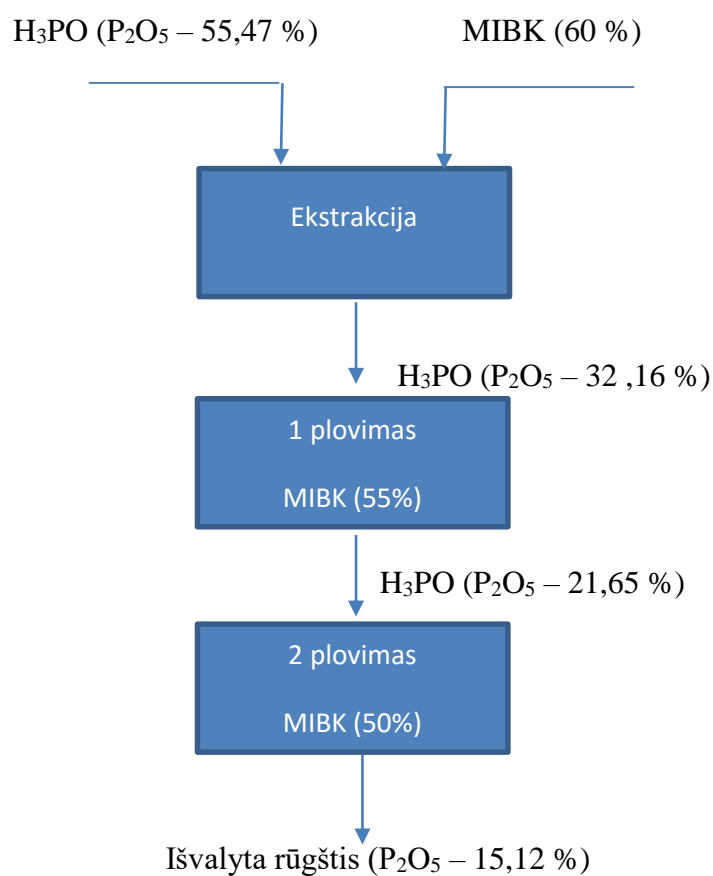 H₃PO (P₂O₅ – 55,47 %)
MIBK (60 %)
Ekstrakcija
H₃PO (P₂O₅ – 32 ,16 %)
1 plovimas
MIBK (55%)
H₃PO (P₂O₅ – 21,65 %)
2 plovimas
MIBK (50%)
Išvalyta rūgštis (P₂O₅ – 15,12 %)